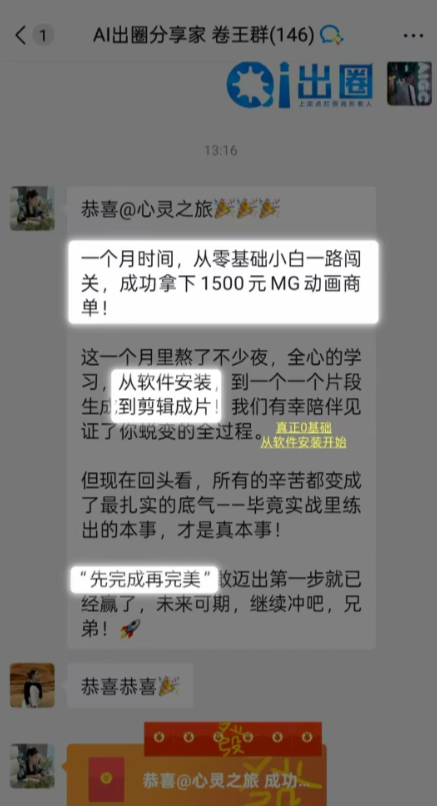 1
AI出圈分享家 卷王群(146)
Qi出圈
AIGC
13:16
恭喜@心灵之旅🎉🎉🎉
一个月时间，从零基础小白一路闯
关，成功拿下1500元MG动画商
单！
这一个月里熬了不少夜，全心的学
习，从软件安装，到一个一个片段
生成到剪辑成片！我们有幸陪伴见
证了你蜕变的全过程。
真正0基础
从软件安装开始
但现在回头看，所有的辛苦都变成
了最扎实的底气——毕竟实战里练
出的本事，才是真本事！
“先完成再完美”敢迈出第一步就已
经赢了，未来可期，继续冲吧，兄
弟！🚀
恭喜恭喜🎉
發
恭喜@心灵之旅 成功...